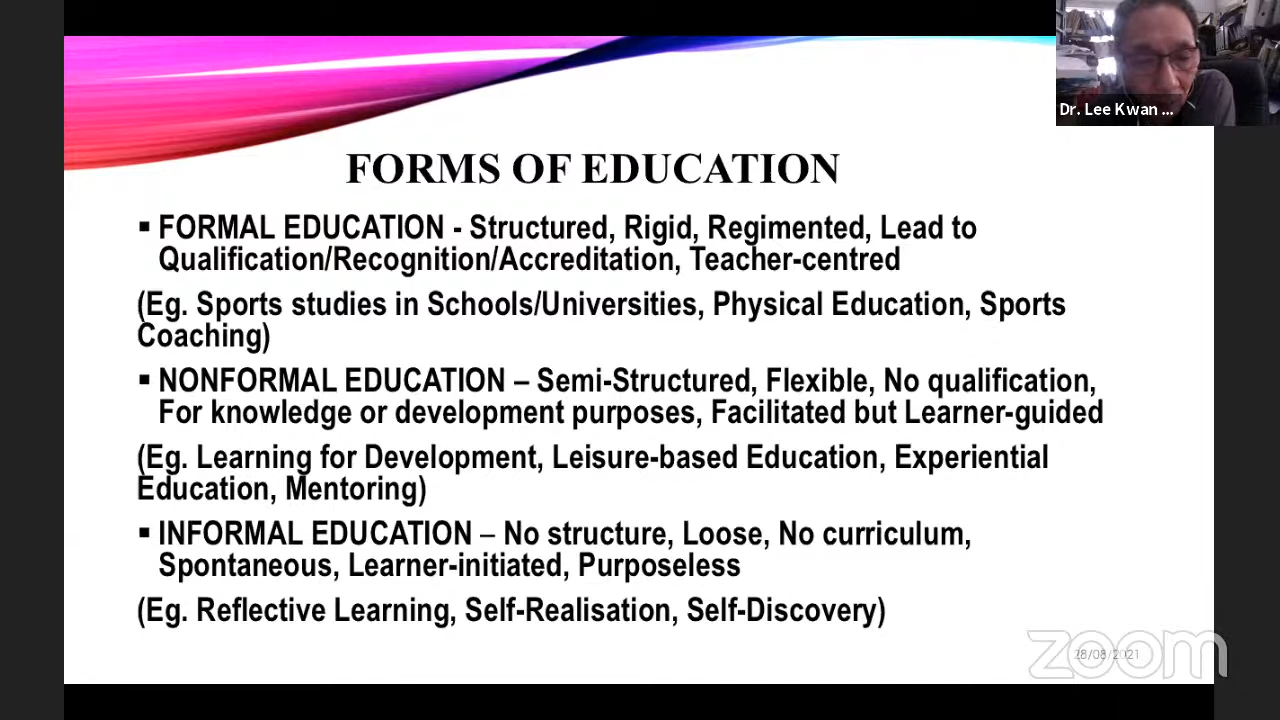 Dr. Lee Kwan ...
FORMS OF EDUCATION
▪ FORMAL EDUCATION - Structured, Rigid, Regimented, Lead to
Qualification/Recognition/Accreditation, Teacher-centred
(Eg. Sports studies in Schools/Universities, Physical Education, Sports
Coaching)
▪ NONFORMAL EDUCATION – Semi-Structured, Flexible, No qualification,
For knowledge or development purposes, Facilitated but Learner-guided
(Eg. Learning for Development, Leisure-based Education, Experiential
Education, Mentoring)
▪ INFORMAL EDUCATION – No structure, Loose, No curriculum,
Spontaneous, Learner-initiated, Purposeless
(Eg. Reflective Learning, Self-Realisation, Self-Discovery)
28/08/2021
zoom